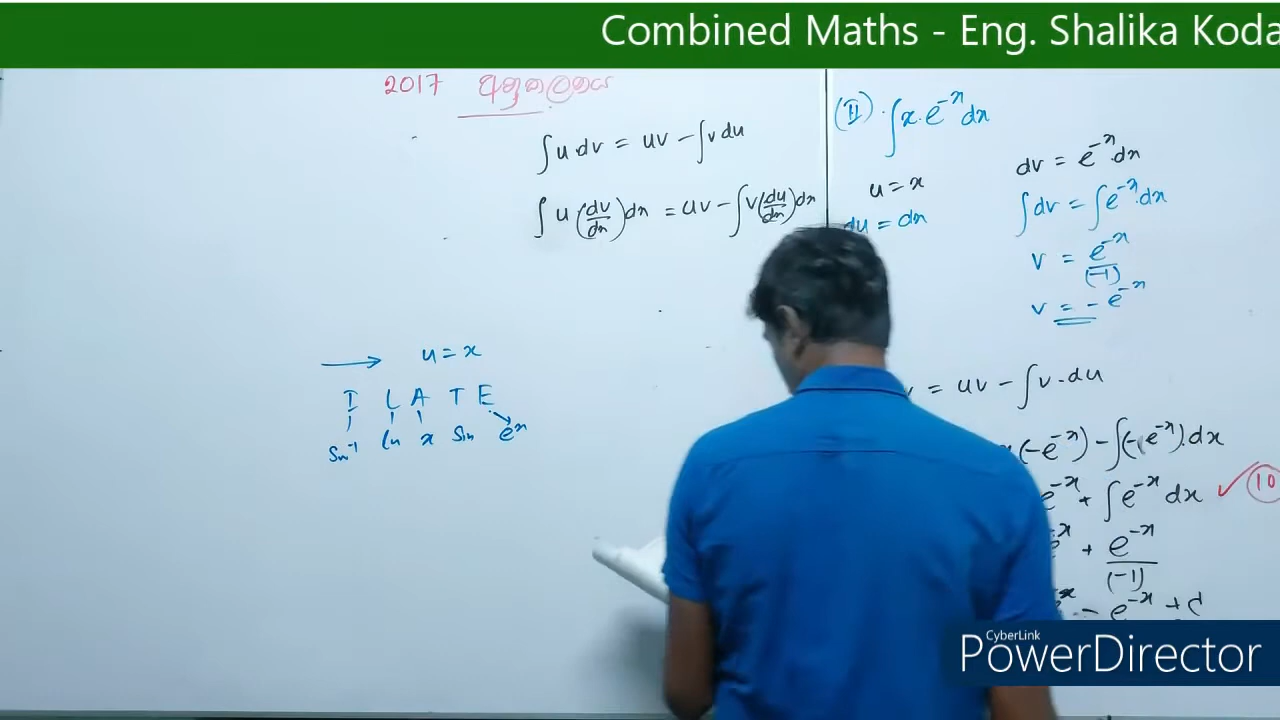 Combined Maths - Eng. Shalika Koda
2017 අනුකලනය
∫u dv = uv - ∫v du
∫u(dv/dx)dx = uv - ∫v(du/dx)dx
→ u = x
I L A T E
Sin⁻¹ ln x Sin eˣ
(II) ∫x.e⁻ˣdx
u = x
du = dx
dv = e⁻ˣ.dx
∫dv = ∫e⁻ˣ.dx
v = e⁻ˣ/(-1)
v = -e⁻ˣ
= uv - ∫v.du
(-e⁻ˣ) - ∫(-e⁻ˣ).dx
e⁻ˣ + ∫e⁻ˣ dx ✓ 10
+ e⁻ˣ/(-1)
- e⁻ˣ + c
CyberLink
PowerDirector